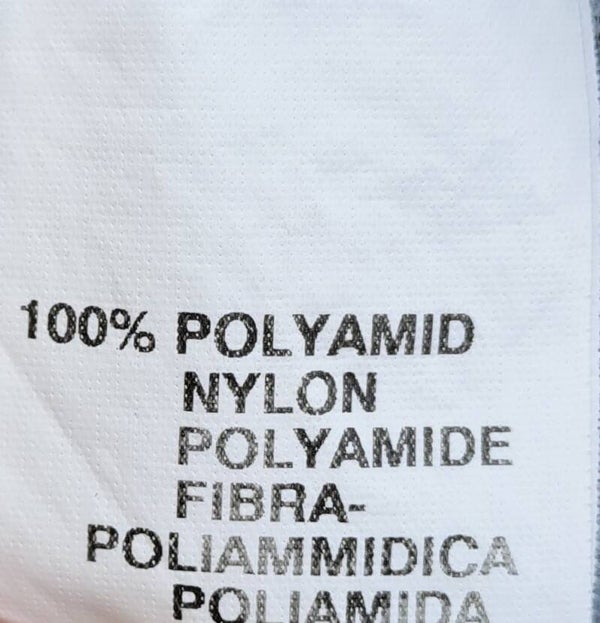 100% POLYAMID
NYLON
POLYAMIDE
FIBRA-
POLIAMMIDICA
POLIAMIDA